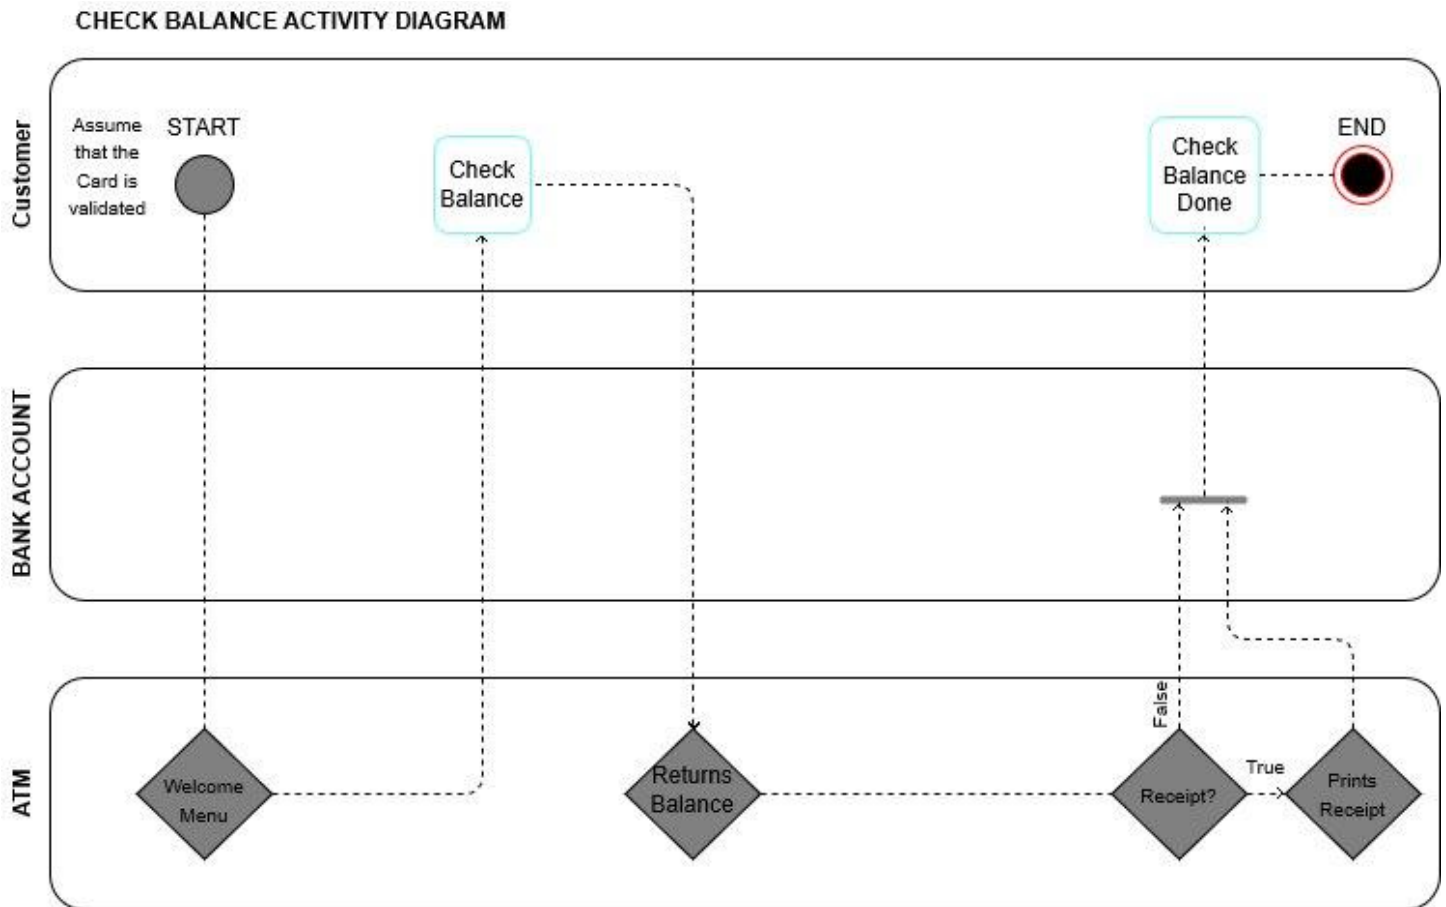 CHECK BALANCE ACTIVITY DIAGRAM
Customer
Assume
that the
Card is
validated
START
Check
Balance
Check
Balance
Done
END
BANK ACCOUNT
ATM
Welcome
Menu
Returns
Balance
False
Receipt?
True
Prints
Receipt